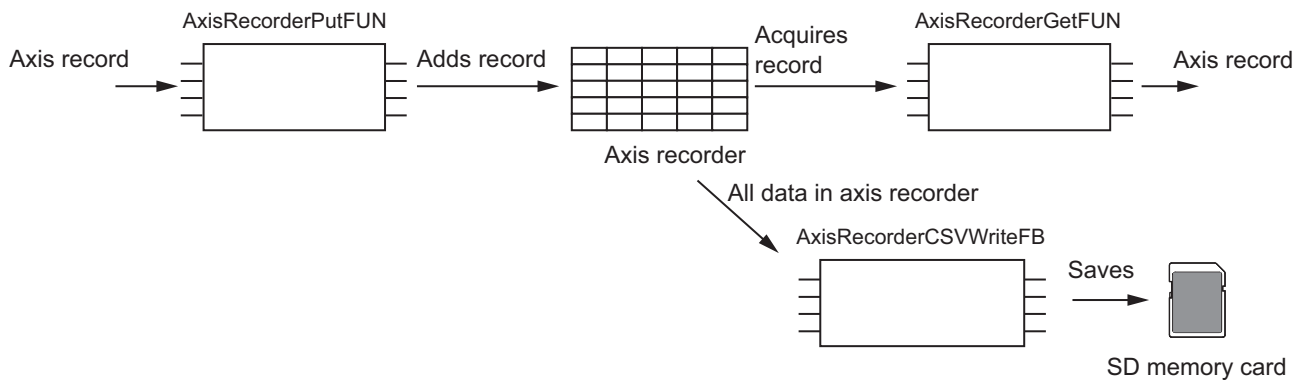 AxisRecorderPutFUN
AxisRecorderGetFUN
Axis record
Adds record
Acquires
record
Axis record
Axis recorder
All data in axis recorder
AxisRecorderCSVWriteFB
Saves
SD memory card